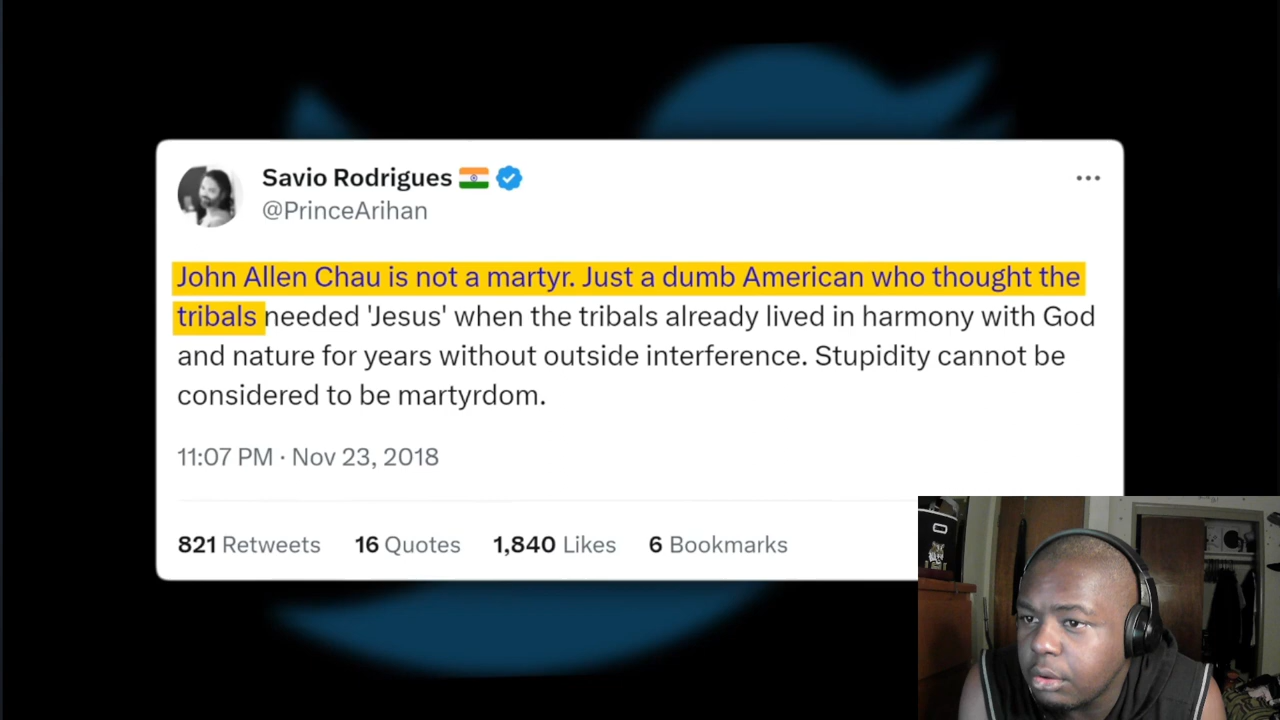 Savio Rodrigues
@PrinceArihan
John Allen Chau is not a martyr. Just a dumb American who thought the
tribals needed 'Jesus' when the tribals already lived in harmony with God
and nature for years without outside interference. Stupidity cannot be
considered to be martyrdom.
11:07 PM · Nov 23, 2018
821 Retweets 16 Quotes 1,840 Likes 6 Bookmarks